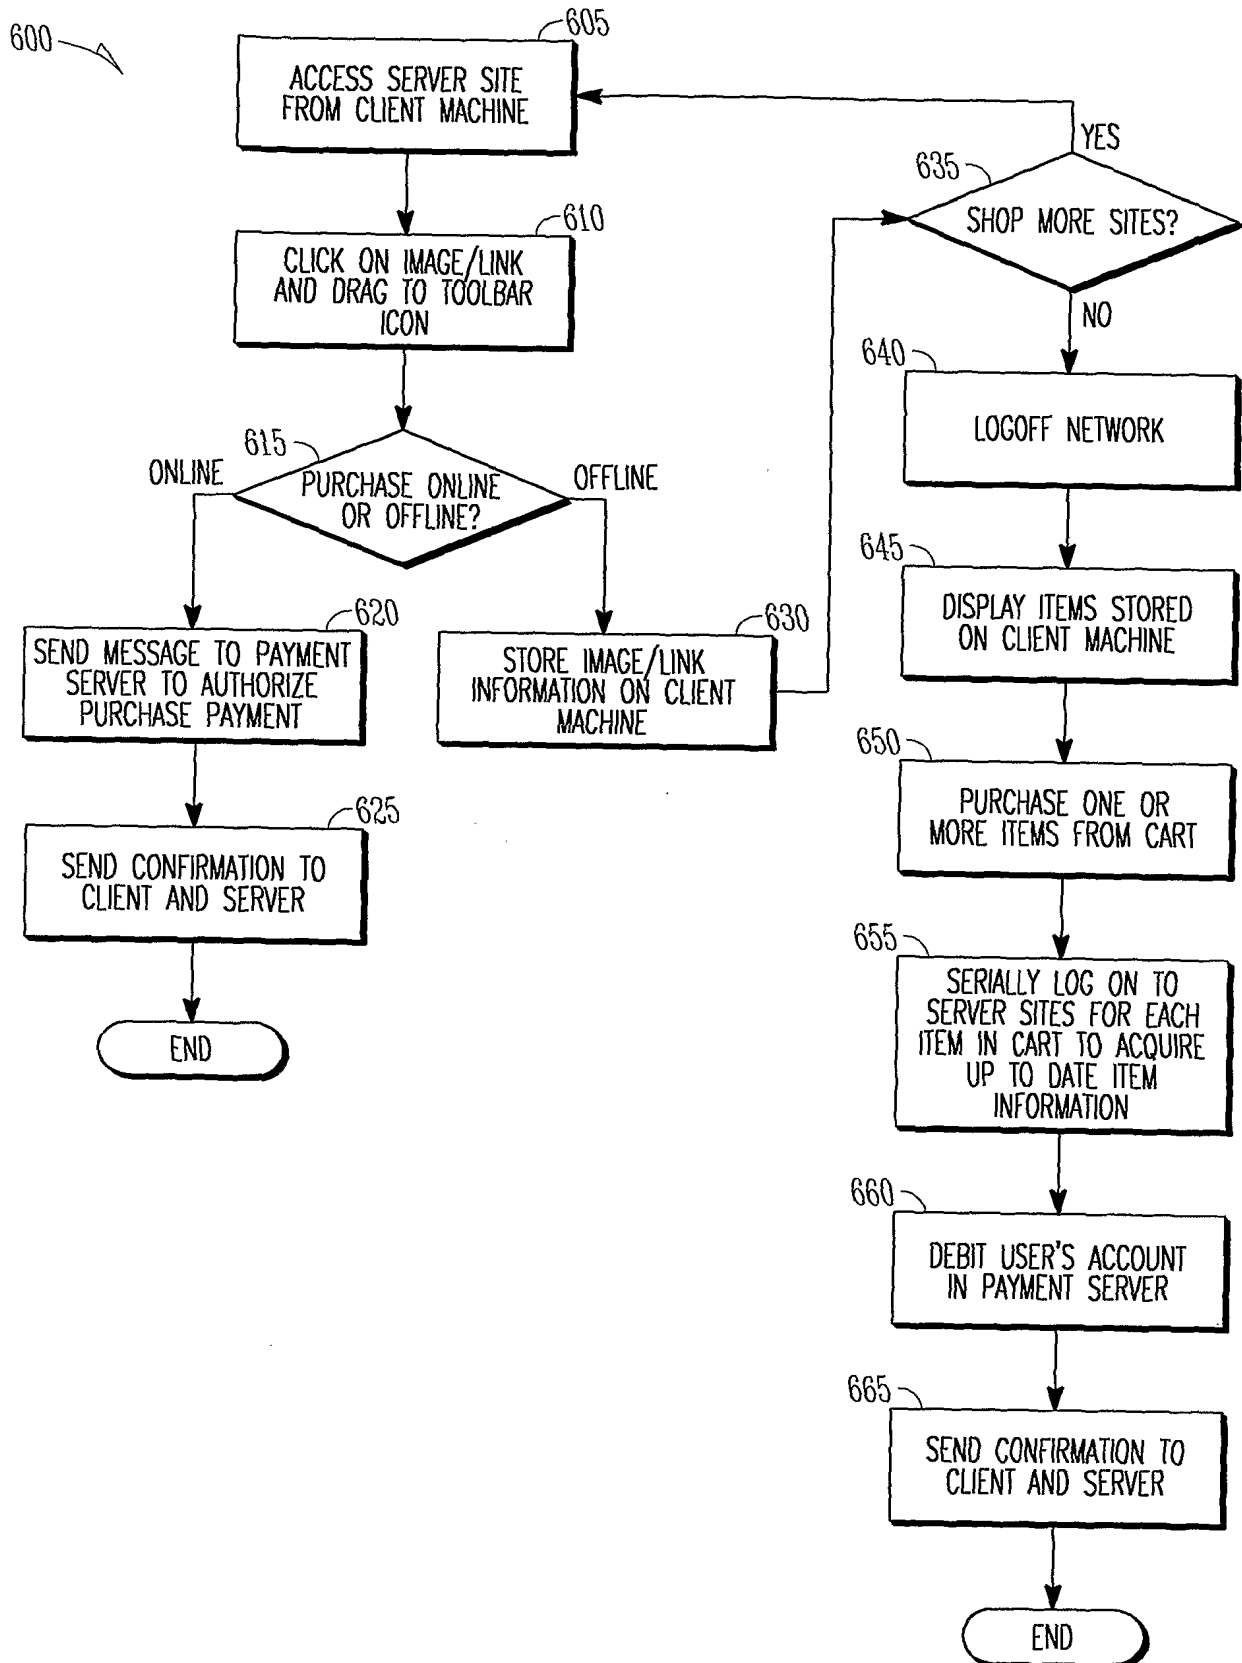 600
605
ACCESS SERVER SITE
FROM CLIENT MACHINE
610
CLICK ON IMAGE/LINK
AND DRAG TO TOOLBAR
ICON
615
PURCHASE ONLINE
OR OFFLINE?
ONLINE
OFFLINE
620
SEND MESSAGE TO PAYMENT
SERVER TO AUTHORIZE
PURCHASE PAYMENT
625
SEND CONFIRMATION TO
CLIENT AND SERVER
END
630
STORE IMAGE/LINK
INFORMATION ON CLIENT
MACHINE
635
SHOP MORE SITES?
YES
NO
640
LOGOFF NETWORK
645
DISPLAY ITEMS STORED
ON CLIENT MACHINE
650
PURCHASE ONE OR
MORE ITEMS FROM CART
655
SERIALLY LOG ON TO
SERVER SITES FOR EACH
ITEM IN CART TO ACQUIRE
UP TO DATE ITEM
INFORMATION
660
DEBIT USER'S ACCOUNT
IN PAYMENT SERVER
665
SEND CONFIRMATION TO
CLIENT AND SERVER
END